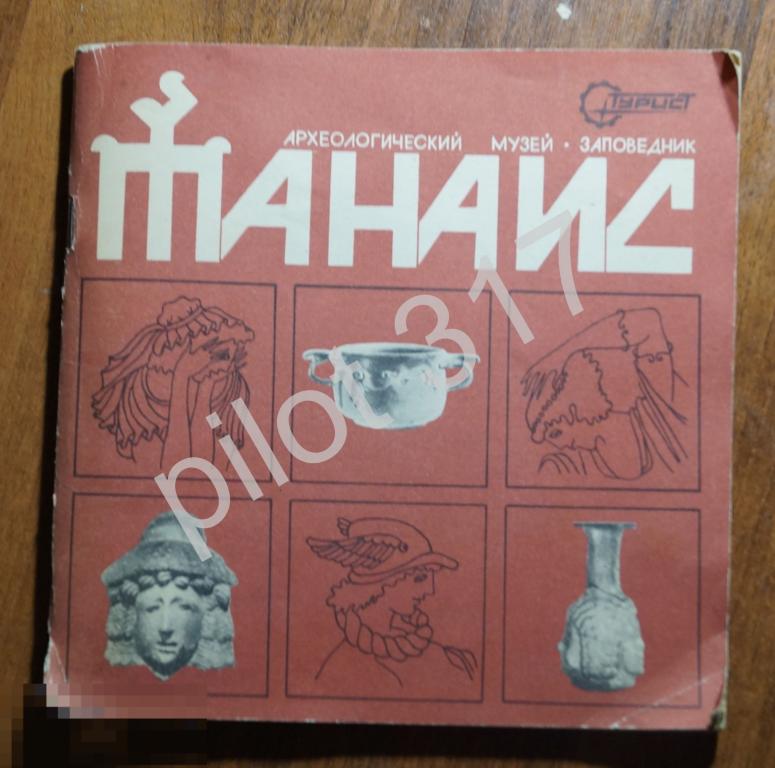 ТУРИСТ
АРХЕОЛОГИЧЕСКИЙ МУЗЕЙ • ЗАПОВЕДНИК
ТАНАИС
pilot 317